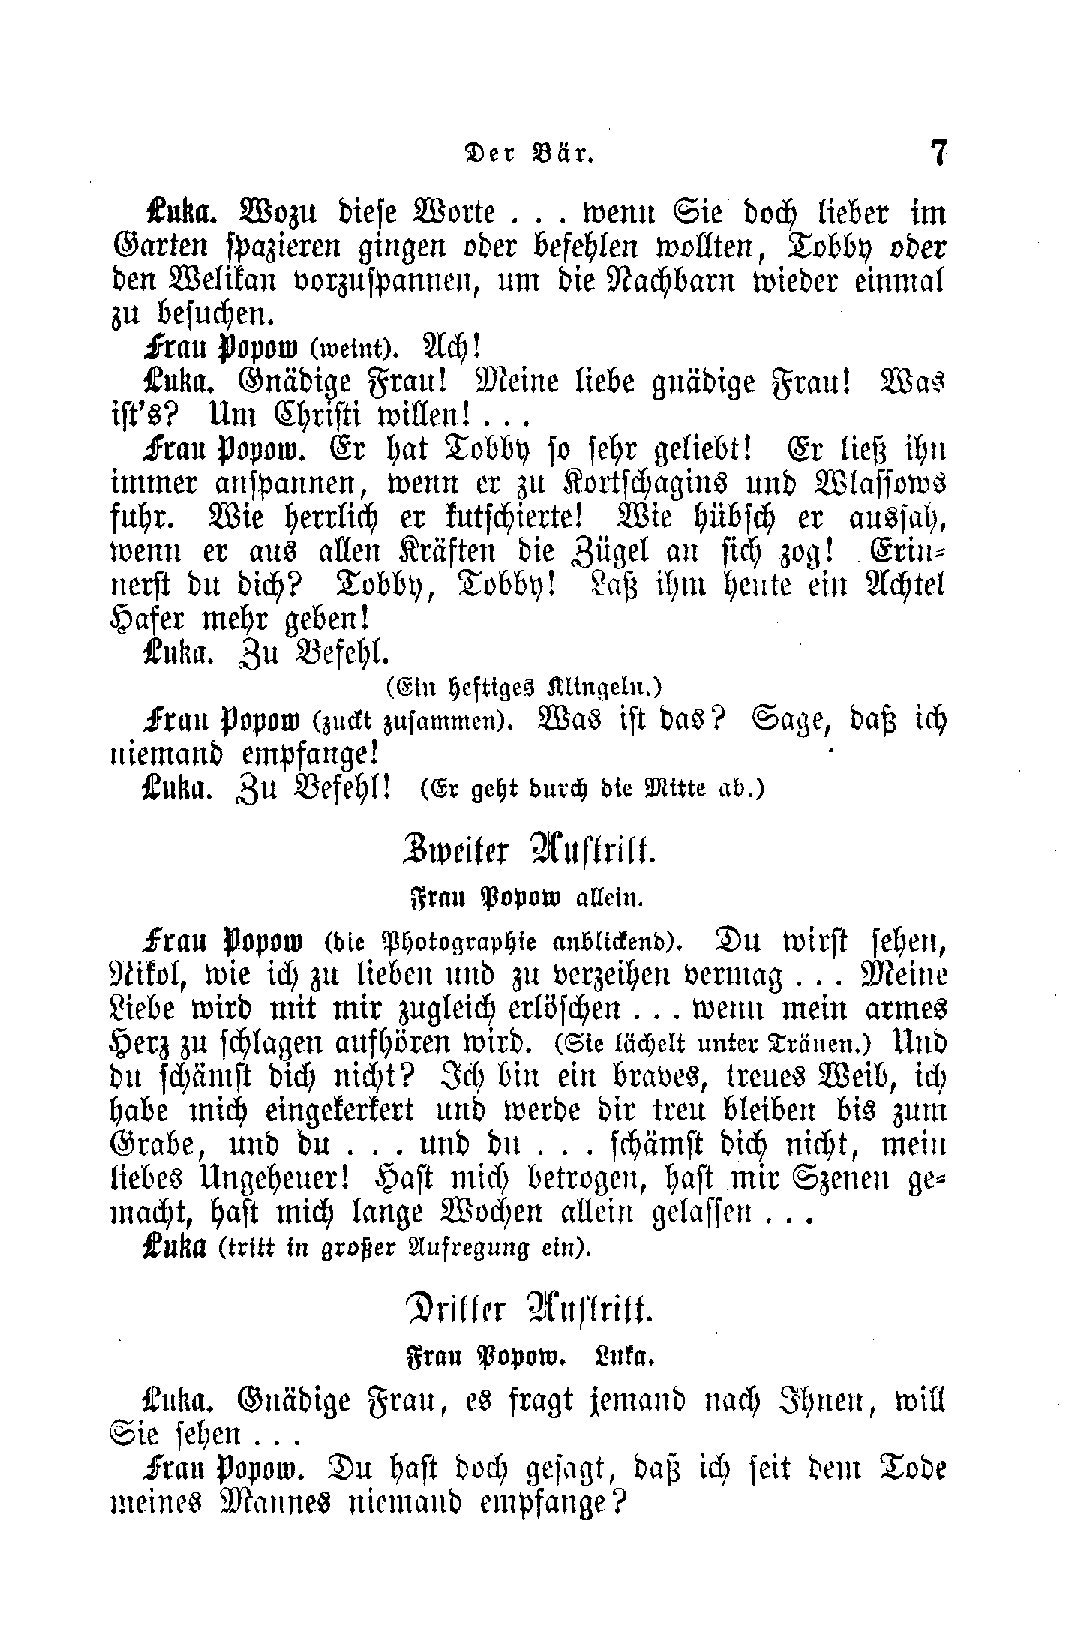 Der Bär. 7
Luka. Wozu diese Worte . . . wenn Sie doch lieber im
Garten spazieren gingen oder befehlen wollten, Tobby oder
den Welikan vorzuspannen, um die Nachbarn wieder einmal
zu besuchen.
Frau Popow (weint). Ach!
Luka. Gnädige Frau! Meine liebe gnädige Frau! Was
ist's? Um Christi willen! . . .
Frau Popow. Er hat Tobby so sehr geliebt! Er ließ ihn
immer anspannen, wenn er zu Kortschagins und Wlassows
fuhr. Wie herrlich er kutschierte! Wie hübsch er aussah,
wenn er aus allen Kräften die Zügel an sich zog! Erin-
nerst du dich? Tobby, Tobby! Laß ihm heute ein Achtel
Hafer mehr geben!
Luka. Zu Befehl.
(Ein heftiges Klingeln.)
Frau Popow (zuckt zusammen). Was ist das? Sage, daß ich
niemand empfange!
Luka. Zu Befehl! (Er geht durch die Mitte ab.)
Zweiter Auftritt.
Frau Popow allein.
Frau Popow (die Photographie anblickend). Du wirst sehen,
Nikol, wie ich zu lieben und zu verzeihen vermag . . . Meine
Liebe wird mit mir zugleich erlöschen . . . wenn mein armes
Herz zu schlagen aufhören wird. (Sie lächelt unter Tränen.) Und
du schämst dich nicht? Ich bin ein braves, treues Weib, ich
habe mich eingekerkert und werde dir treu bleiben bis zum
Grabe, und du . . . und du . . . schämst dich nicht, mein
liebes Ungeheuer! Hast mich betrogen, hast mir Szenen ge-
macht, hast mich lange Wochen allein gelassen . . .
Luka (tritt in großer Aufregung ein).
Dritter Auftritt.
Frau Popow. Luka.
Luka. Gnädige Frau, es fragt jemand nach Ihnen, will
Sie sehen . . .
Frau Popow. Du hast doch gesagt, daß ich seit dem Tode
meines Mannes niemand empfange?